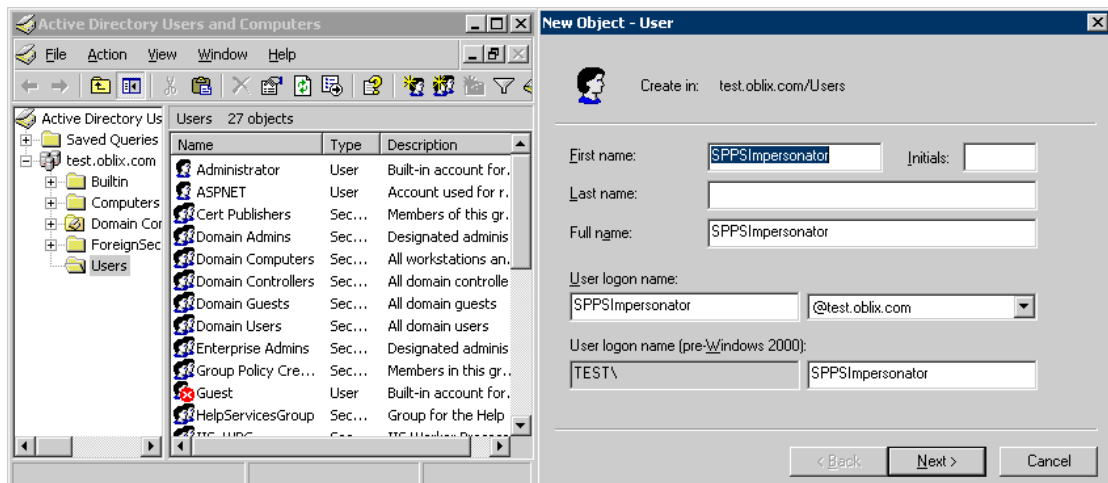 Active Directory Users and Computers
File Action View Window Help
Active Directory Us
Saved Queries
test.oblix.com
Builtin
Computers
Domain Cor
ForeignSec
Users
Users 27 objects
Name Type Description
Administrator User Built-in account for.
ASPNET User Account used for r.
Cert Publishers Sec... Members of this gr.
Domain Admins Sec... Designated adminis
Domain Computers Sec... All workstations an.
Domain Controllers Sec... All domain controlle
Domain Guests Sec... All domain guests
Domain Users Sec... All domain users
Enterprise Admins Sec... Designated adminis
Group Policy Cre... Sec... Members in this gr.
Guest User Built-in account for.
HelpServicesGroup Sec... Group for the Help
New Object - User
Create in: test.oblix.com/Users
First name: SPPSImpersonator Initials:
Last name:
Full name: SPPSImpersonator
User logon name:
SPPSImpersonator @test.oblix.com
User logon name (pre-Windows 2000):
TEST\ SPPSImpersonator
< Back Next > Cancel